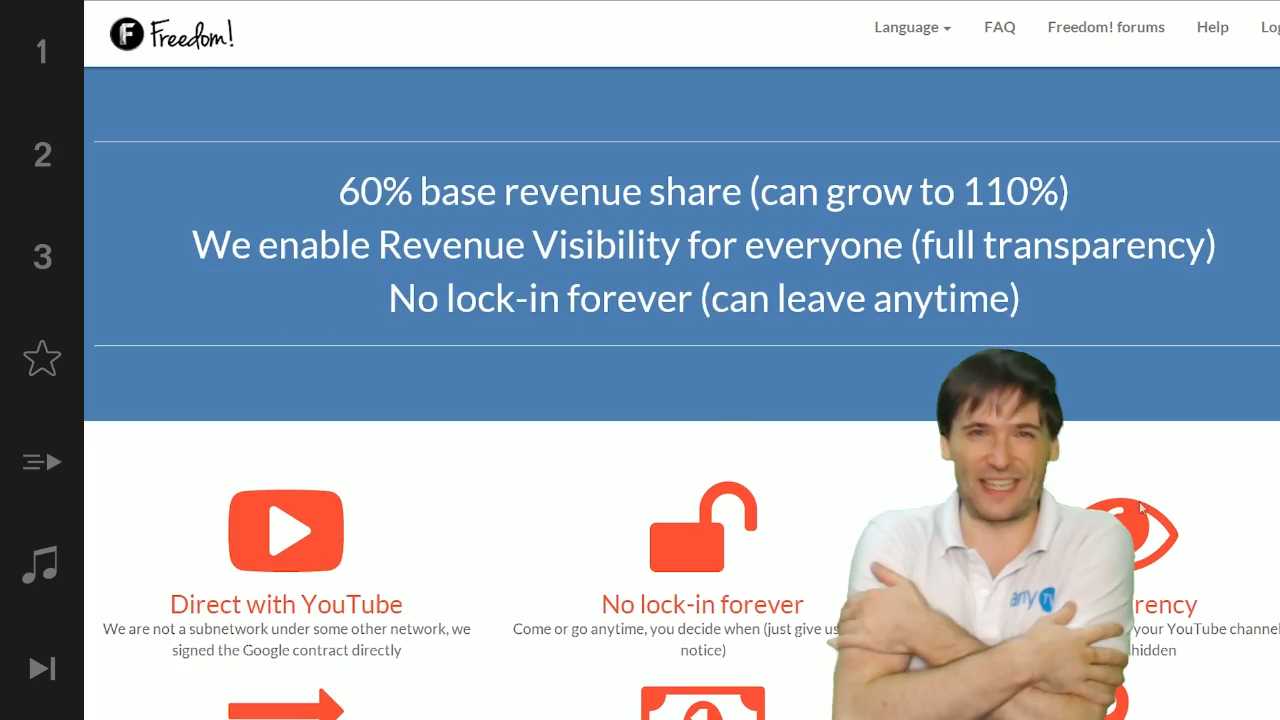 1
2
3
F Freedom!
Language
FAQ
Freedom! forums
Help
60% base revenue share (can grow to 110%)
We enable Revenue Visibility for everyone (full transparency)
No lock-in forever (can leave anytime)
Direct with YouTube
We are not a subnetwork under some other network, we
signed the Google contract directly
No lock-in forever
Come or go anytime, you decide when (just give us
notice)
your YouTube channel
hidden
any